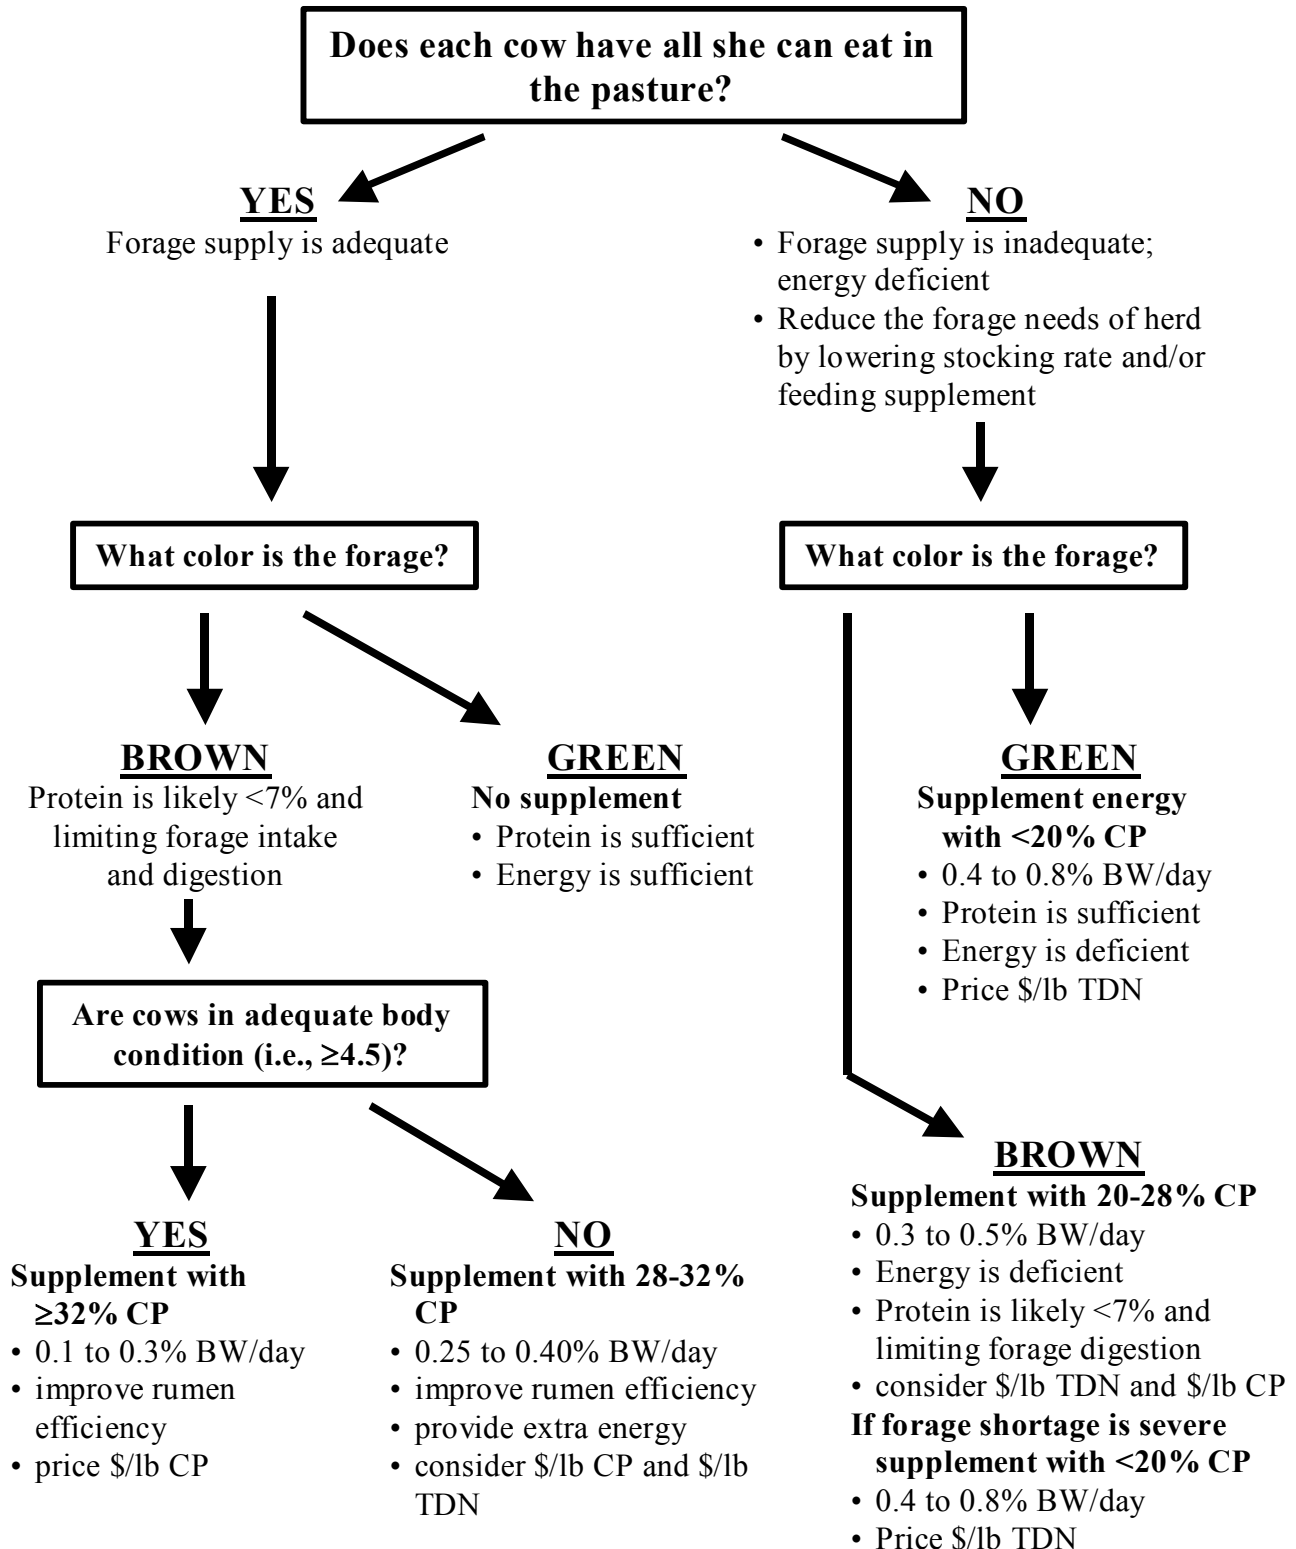 Does each cow have all she can eat in
the pasture?
YES
Forage supply is adequate
NO
• Forage supply is inadequate;
energy deficient
• Reduce the forage needs of herd
by lowering stocking rate and/or
feeding supplement
What color is the forage?
What color is the forage?
BROWN
Protein is likely <7% and
limiting forage intake
and digestion
GREEN
No supplement
• Protein is sufficient
• Energy is sufficient
GREEN
Supplement energy
with <20% CP
• 0.4 to 0.8% BW/day
• Protein is sufficient
• Energy is deficient
• Price $/lb TDN
Are cows in adequate body
condition (i.e., ≥4.5)?
YES
Supplement with
≥32% CP
• 0.1 to 0.3% BW/day
• improve rumen
efficiency
• price $/lb CP
NO
Supplement with 28-32%
CP
• 0.25 to 0.40% BW/day
• improve rumen efficiency
• provide extra energy
• consider $/lb CP and $/lb
TDN
BROWN
Supplement with 20-28% CP
• 0.3 to 0.5% BW/day
• Energy is deficient
• Protein is likely <7% and
limiting forage digestion
• consider $/lb TDN and $/lb CP
If forage shortage is severe
supplement with <20% CP
• 0.4 to 0.8% BW/day
• Price $/lb TDN